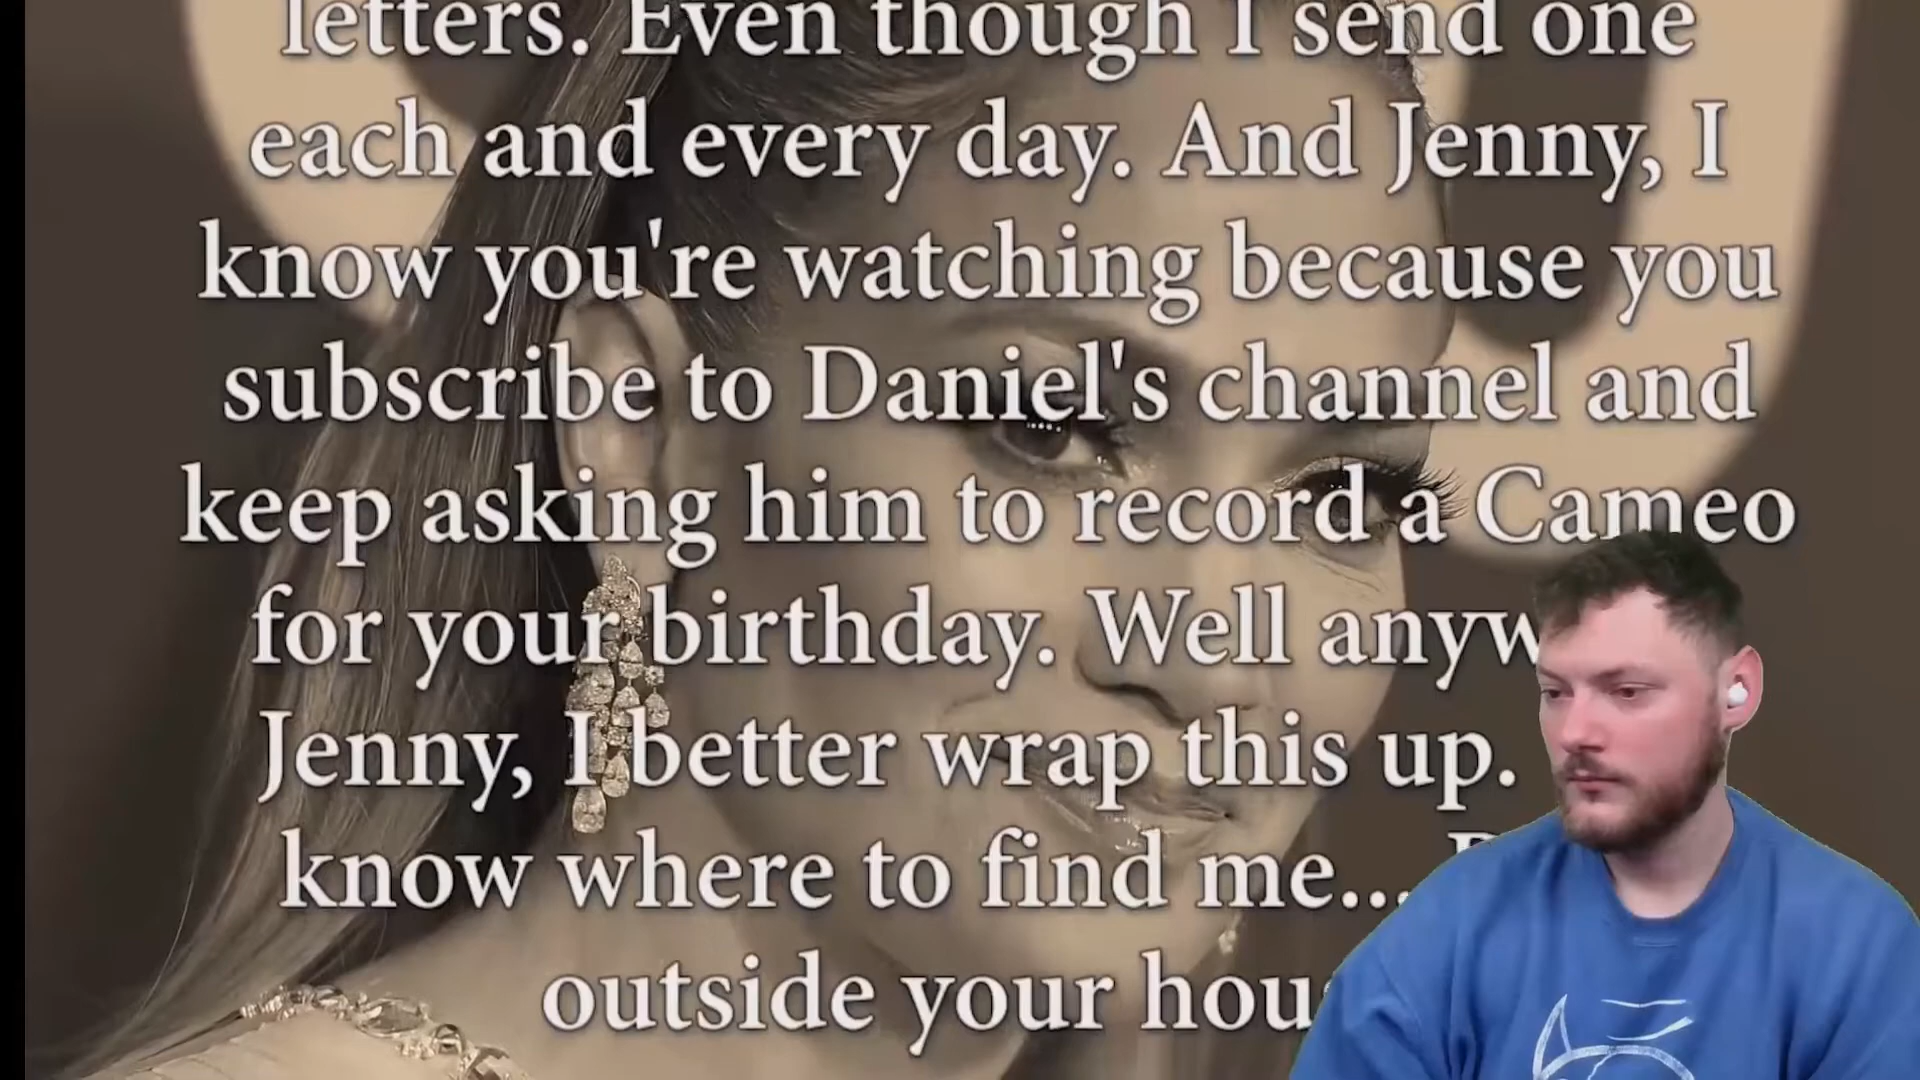 letters. Even though I send one
each and every day. And Jenny, I
know you're watching because you
subscribe to Daniel's channel and
keep asking him to record a Cameo
for your birthday. Well
Jenny, I better wrap this up.
know where to find me...
outside your